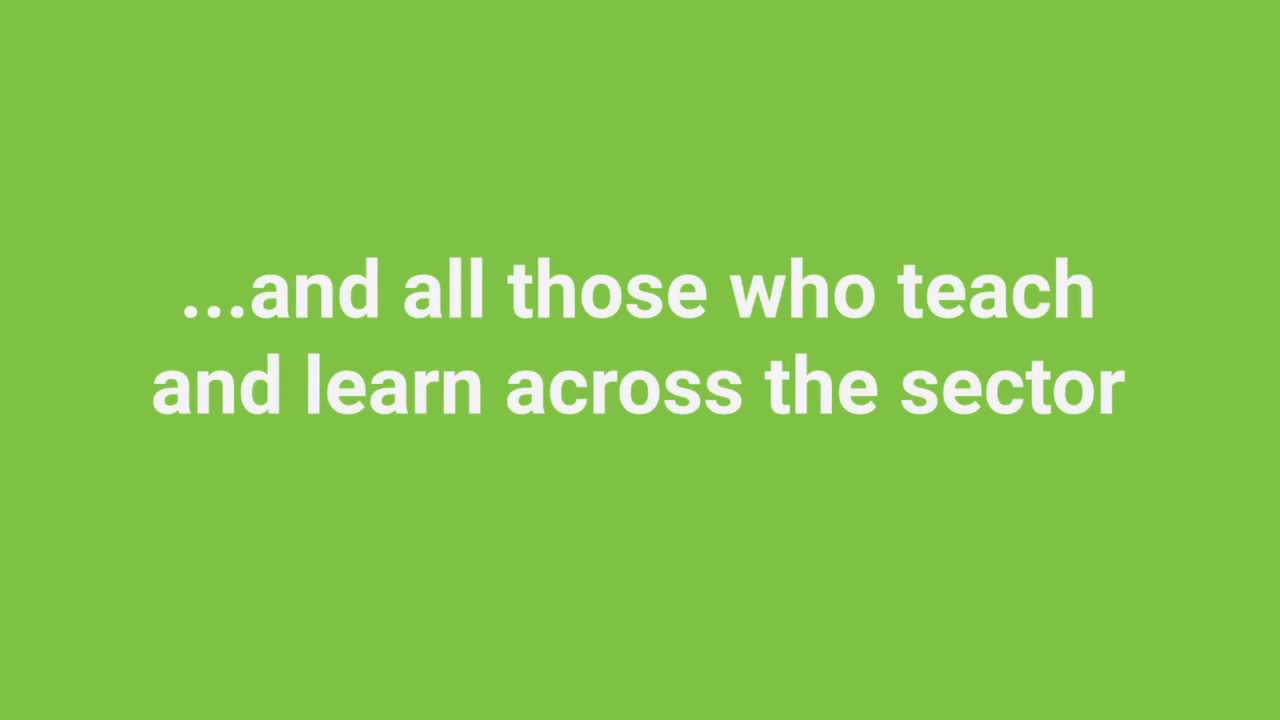 ...and all those who teach
and learn across the sector